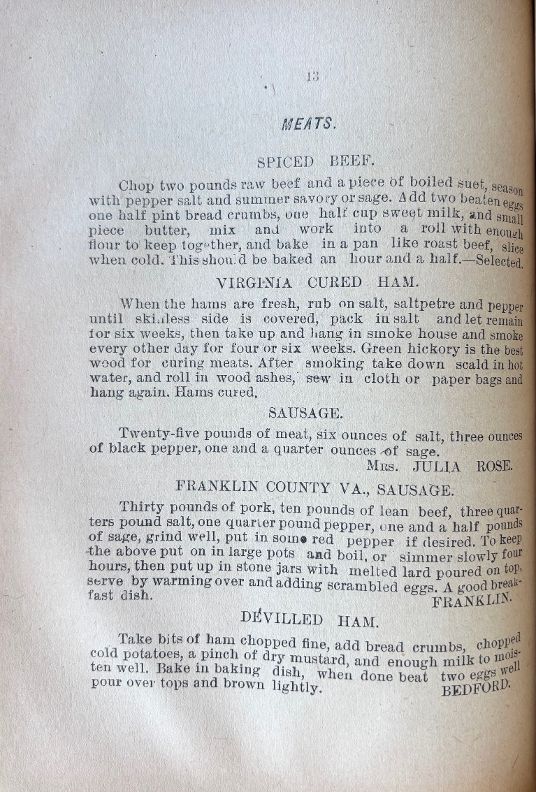 13
MEATS.
SPICED BEEF.
Chop two pounds raw beef and a piece of boiled suet, season
with pepper salt and summer savory or sage. Add two beaten eggs
one half pint bread crumbs, one half cup sweet milk, and small
piece butter, mix and work into a roll with enough
flour to keep together, and bake in a pan like roast beef, slice
when cold. This should be baked an hour and a half.—Selected.
VIRGINIA CURED HAM.
When the hams are fresh, rub on salt, saltpetre and pepper
until skinless side is covered, pack in salt and let remain
for six weeks, then take up and hang in smoke house and smoke
every other day for four or six weeks. Green hickory is the best
wood for curing meats. After smoking take down scald in hot
water, and roll in wood ashes, sew in cloth or paper bags and
hang again. Hams cured.
SAUSAGE.
Twenty-five pounds of meat, six ounces of salt, three ounces
of black pepper, one and a quarter ounces of sage.
MRS. JULIA ROSE.
FRANKLIN COUNTY VA., SAUSAGE.
Thirty pounds of pork, ten pounds of lean beef, three quar-
ters pound salt, one quarter pound pepper, one and a half pounds
of sage, grind well, put in some red pepper if desired. To keep
the above put on in large pots and boil, or simmer slowly four
hours, then put up in stone jars with melted lard poured on top,
serve by warming over and adding scrambled eggs. A good break-
fast dish.
FRANKLIN.
DEVILLED HAM.
Take bits of ham chopped fine, add bread crumbs, chopped
cold potatoes, a pinch of dry mustard, and enough milk to mois-
ten well. Bake in baking dish, when done beat two eggs well
pour over tops and brown lightly.
BEDFORD.